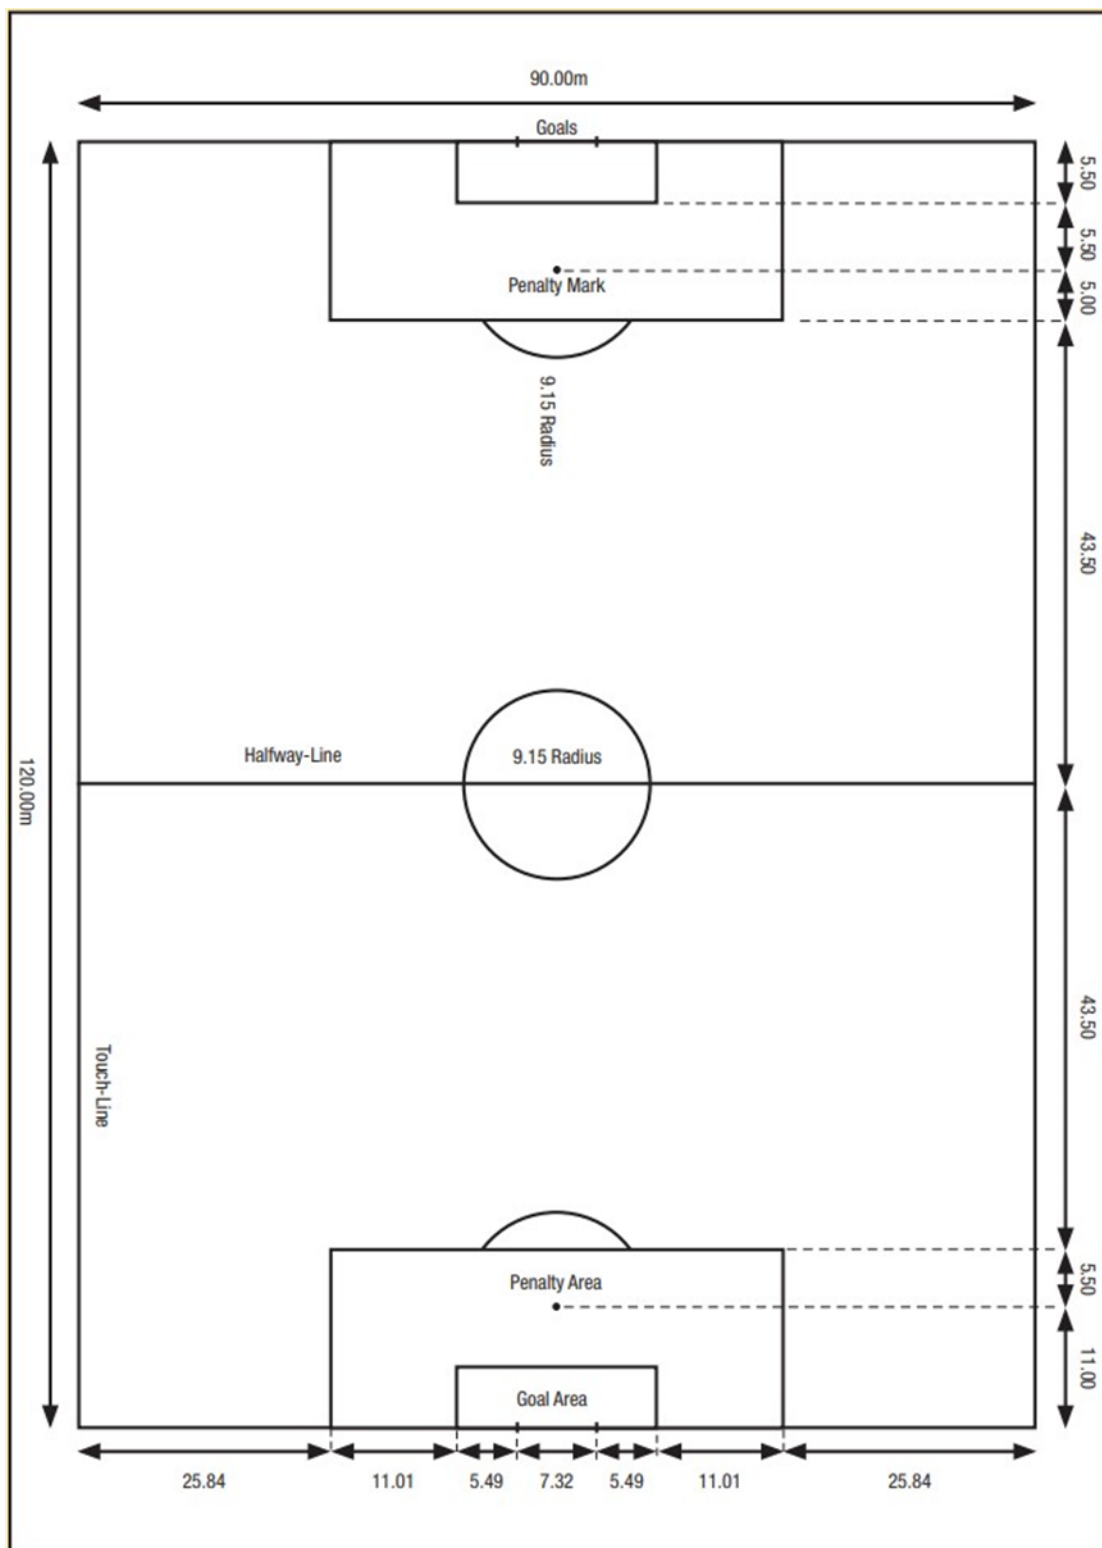 90.00m
Goals
5.50
5.50
Penalty Mark
5.00
9.15 Radius
43.50
Halfway-Line
9.15 Radius
120.00m
43.50
Touch-Line
Penalty Area
5.50
11.00
Goal Area
25.84 11.01 5.49 7.32 5.49 11.01 25.84